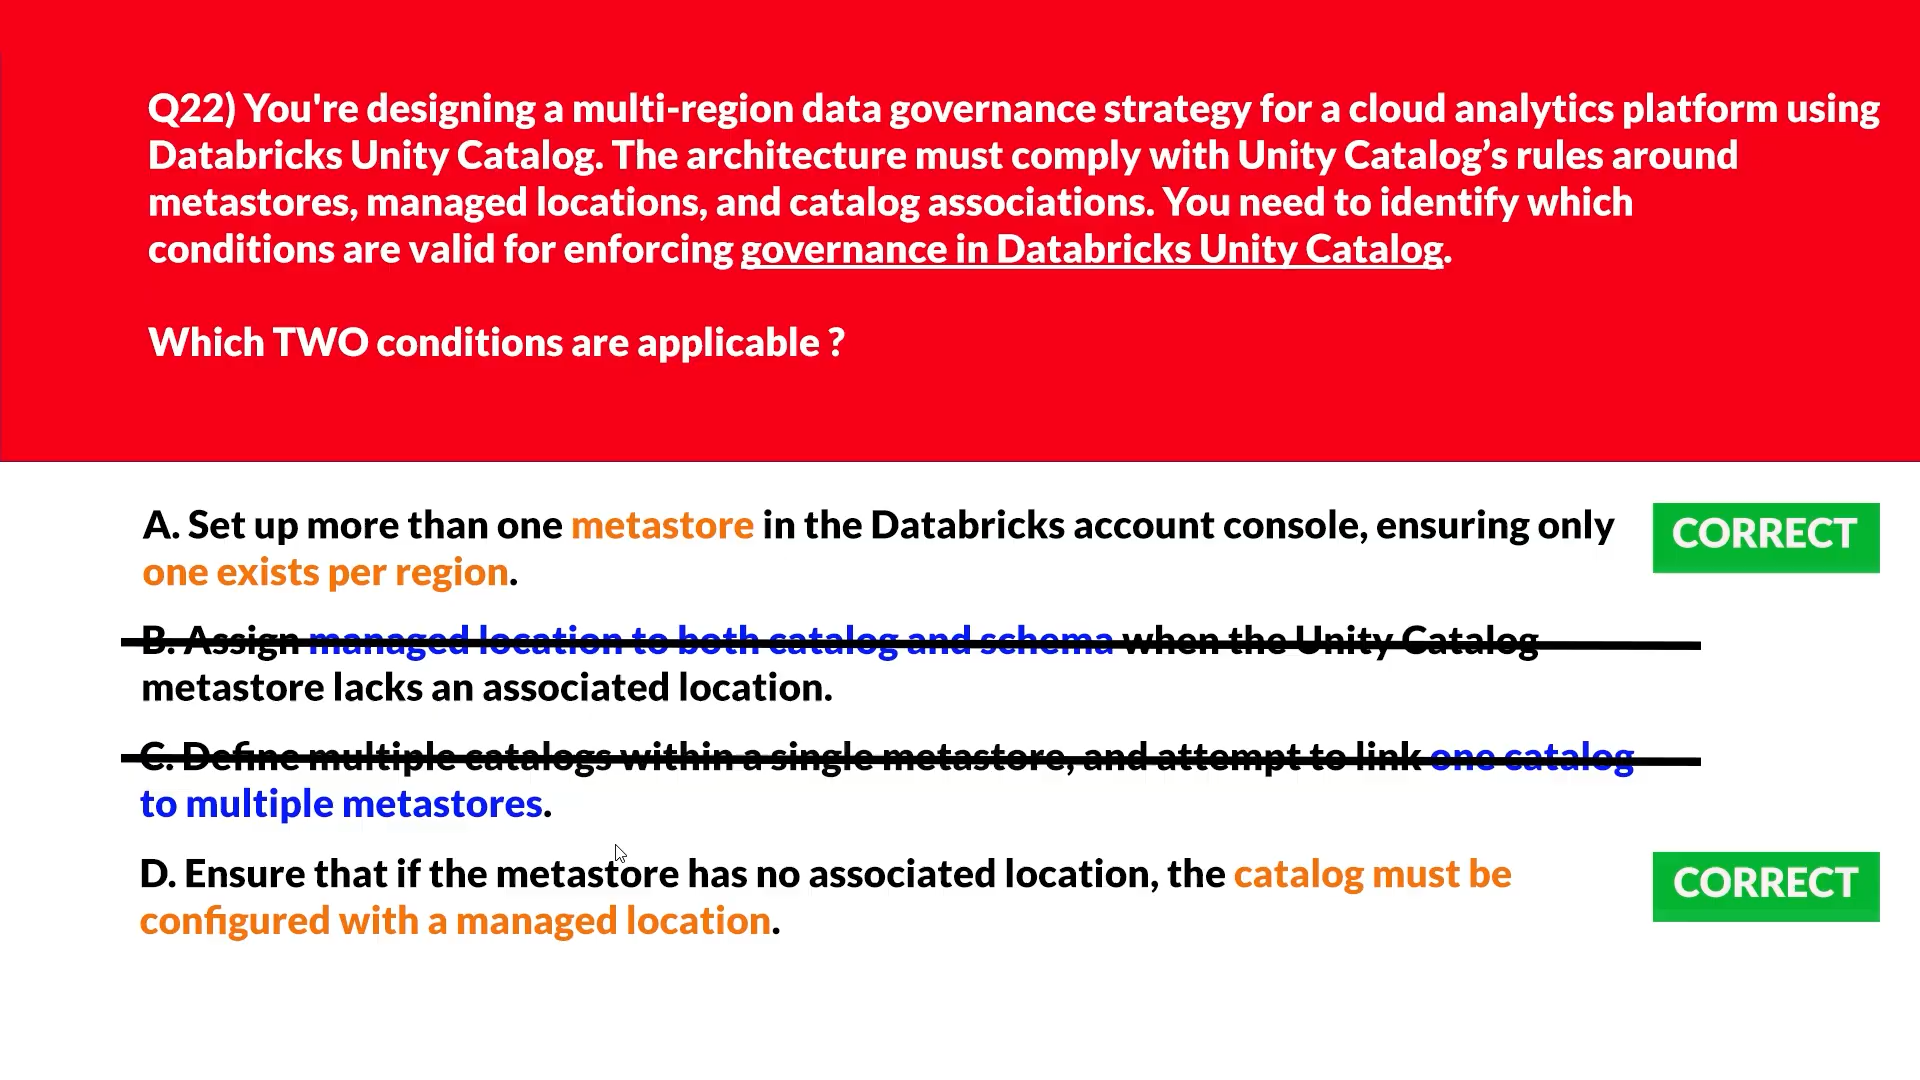 Q22) You're designing a multi-region data governance strategy for a cloud analytics platform using
Databricks Unity Catalog. The architecture must comply with Unity Catalog’s rules around
metastores, managed locations, and catalog associations. You need to identify which
conditions are valid for enforcing governance in Databricks Unity Catalog.
Which TWO conditions are applicable ?
A. Set up more than one metastore in the Databricks account console, ensuring only
one exists per region.
CORRECT
B. Assign managed location to both catalog and schema when the Unity Catalog
metastore lacks an associated location.
C. Define multiple catalogs within a single metastore, and attempt to link one catalog
to multiple metastores.
D. Ensure that if the metastore has no associated location, the catalog must be
configured with a managed location.
CORRECT